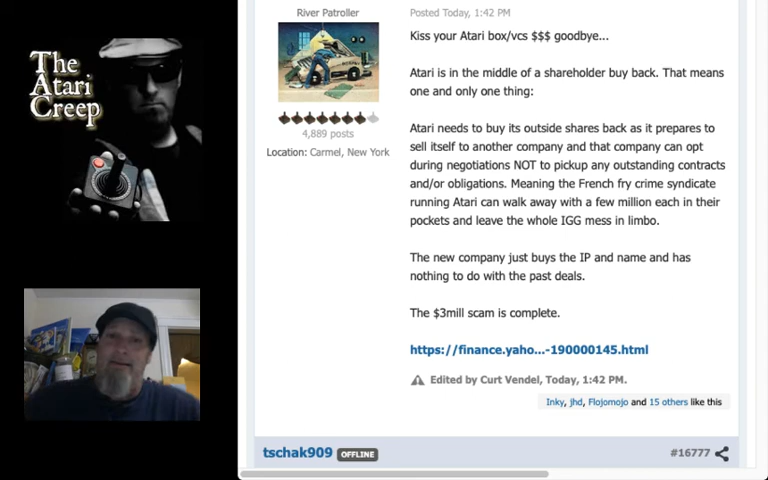 The
Atari
Creep
River Patroller
4,889 posts
Location: Carmel, New York
Posted Today, 1:42 PM
Kiss your Atari box/vcs $$$ goodbye...
Atari is in the middle of a shareholder buy back. That means
one and only one thing:
Atari needs to buy its outside shares back as it prepares to
sell itself to another company and that company can opt
during negotiations NOT to pickup any outstanding contracts
and/or obligations. Meaning the French fry crime syndicate
running Atari can walk away with a few million each in their
pockets and leave the whole IGG mess in limbo.
The new company just buys the IP and name and has
nothing to do with the past deals.
The $3mill scam is complete.
https://finance.yaho...-190000145.html
Edited by Curt Vendel, Today, 1:42 PM.
Inky, jhd, Flojomojo and 15 others like this
tschak909 OFFLINE
#16777